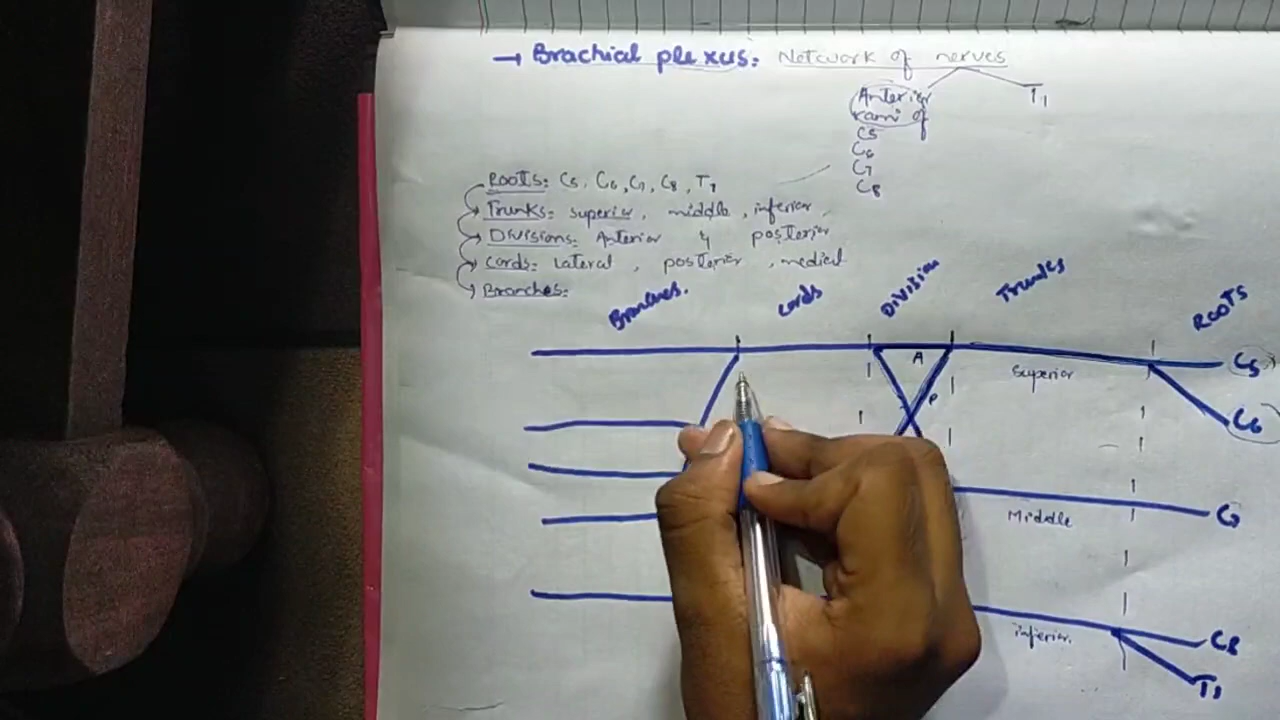 → Brachial plexus: Network of nerves
Anterior T1
rami of
C5
C6
C7
C8
Roots: C5, C6, C7, C8, T1
Trunks: superior, middle, inferior
Divisions: Anterior & posterior
Cords: Lateral, posterior, medial
Branches:
Branches. Cords Division Trunks Roots
A
Superior
C5
P
C6
Middle
C7
inferior.
C8
T1